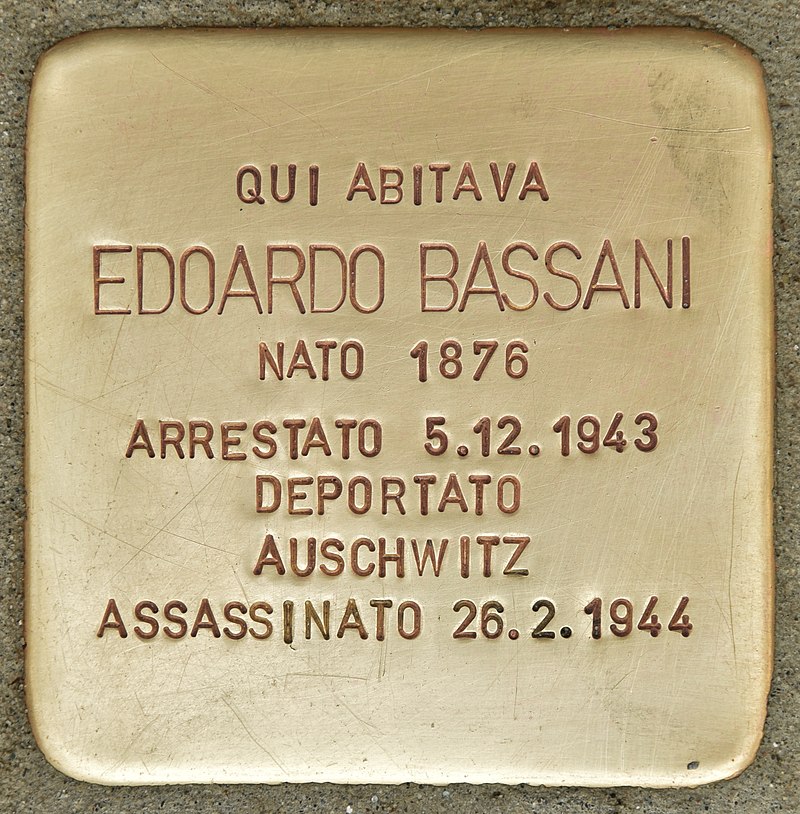 QUI ABITAVA
EDOARDO BASSANI
NATO 1876
ARRESTATO 5.12.1943
DEPORTATO
AUSCHWITZ
ASSASSINATO 26.2.1944